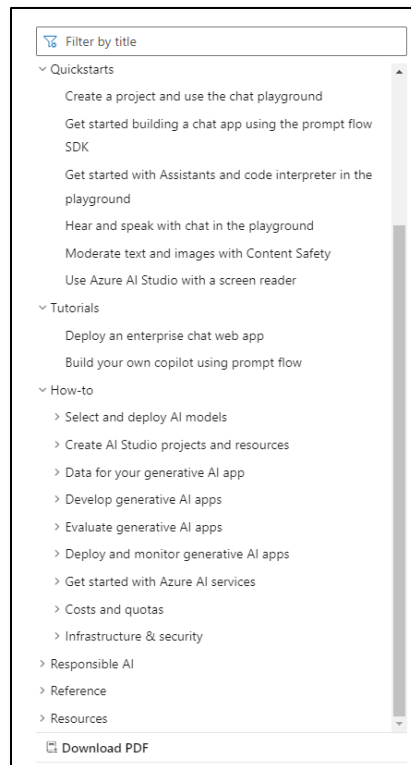 Filter by title
Quickstarts
Create a project and use the chat playground
Get started building a chat app using the prompt flow
SDK
Get started with Assistants and code interpreter in the
playground
Hear and speak with chat in the playground
Moderate text and images with Content Safety
Use Azure AI Studio with a screen reader
Tutorials
Deploy an enterprise chat web app
Build your own copilot using prompt flow
How-to
Select and deploy AI models
Create AI Studio projects and resources
Data for your generative AI app
Develop generative AI apps
Evaluate generative AI apps
Deploy and monitor generative AI apps
Get started with Azure AI services
Costs and quotas
Infrastructure & security
Responsible AI
Reference
Resources
Download PDF